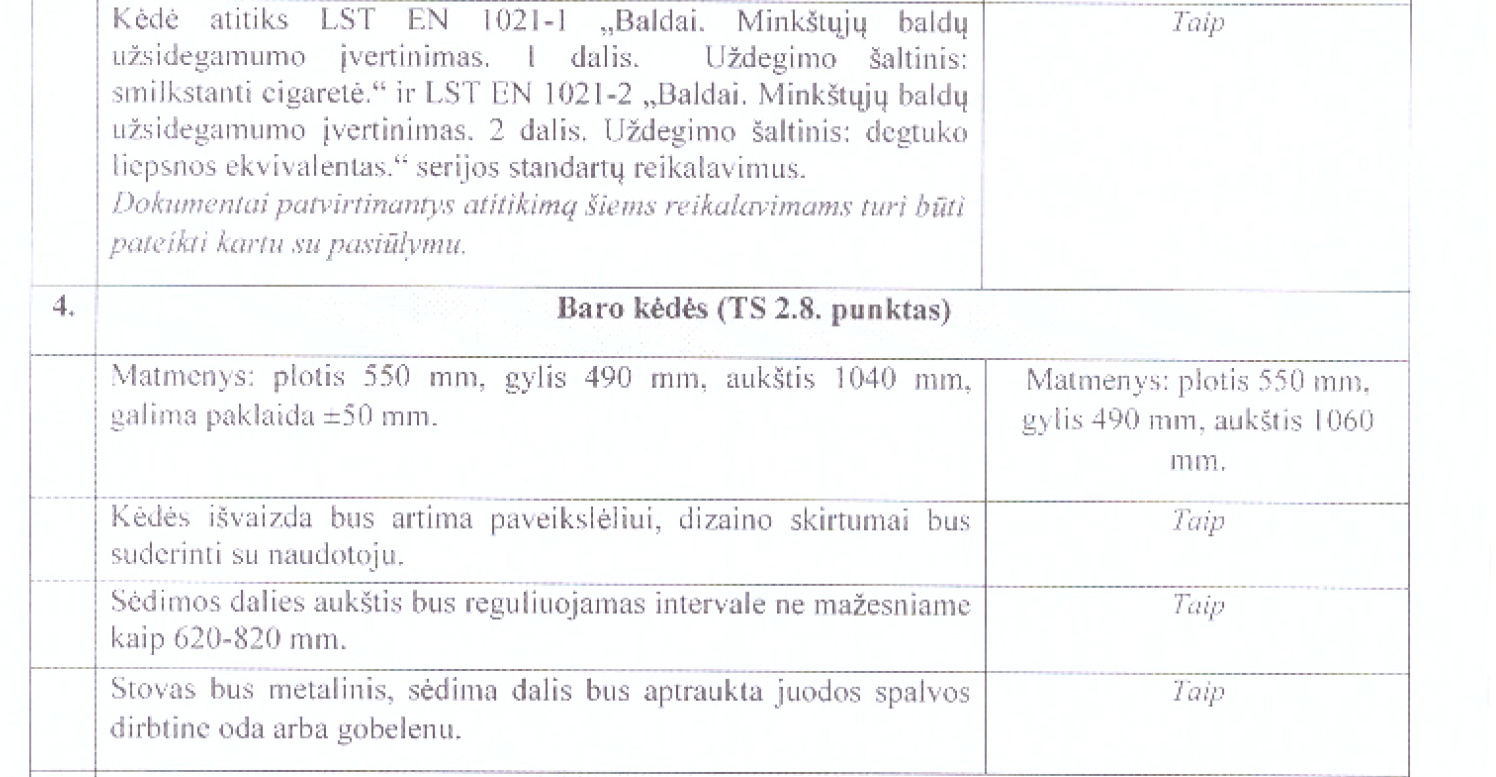 Kėdė atitiks LST EN 1021-1 „Baldai. Minkštųjų baldų
užsidegamumo įvertinimas. 1 dalis. Uždegimo šaltinis:
smilkstanti cigaretė.“ ir LST EN 1021-2 „Baldai. Minkštųjų baldų
užsidegamumo įvertinimas. 2 dalis. Uždegimo šaltinis: degtuko
liepsnos ekvivalentas.“ serijos standartų reikalavimus.
Dokumentai patvirtinantys atitikimą šiems reikalavimams turi būti
pateikti kartu su pasiūlymu.
Taip
4.
Baro kėdės (TS 2.8. punktas)
Matmenys: plotis 550 mm, gylis 490 mm, aukštis 1040 mm,
galima paklaida ±50 mm.
Matmenys: plotis 550 mm,
gylis 490 mm, aukštis 1060
mm.
Kėdės išvaizda bus artima paveikslėliui, dizaino skirtumai bus
suderinti su naudotoju.
Taip
Sėdimos dalies aukštis bus reguliuojamas intervale ne mažesniame
kaip 620-820 mm.
Taip
Stovas bus metalinis, sėdima dalis bus aptraukta juodos spalvos
dirbtine oda arba gobelenu.
Taip